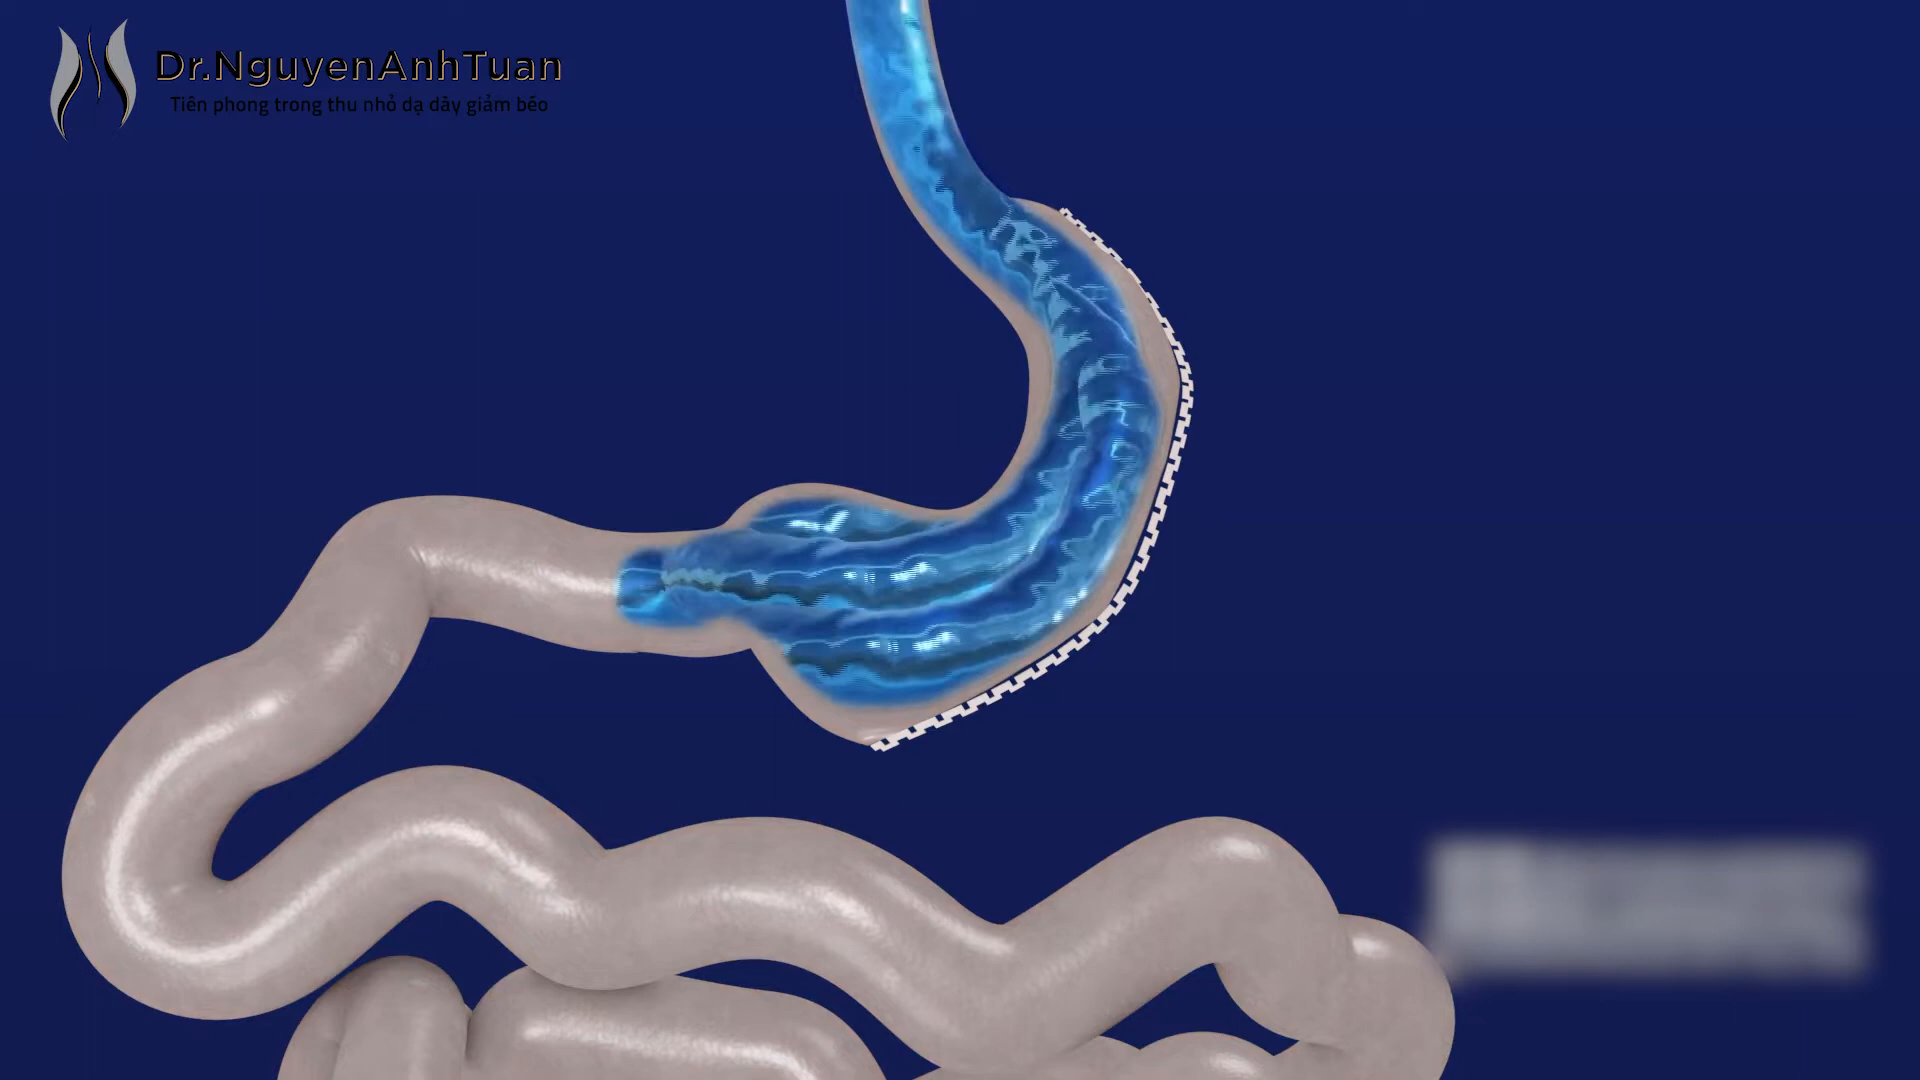 Dr.NguyenAnhTuan
Tiên phong trong thu nhỏ dạ dày giảm béo